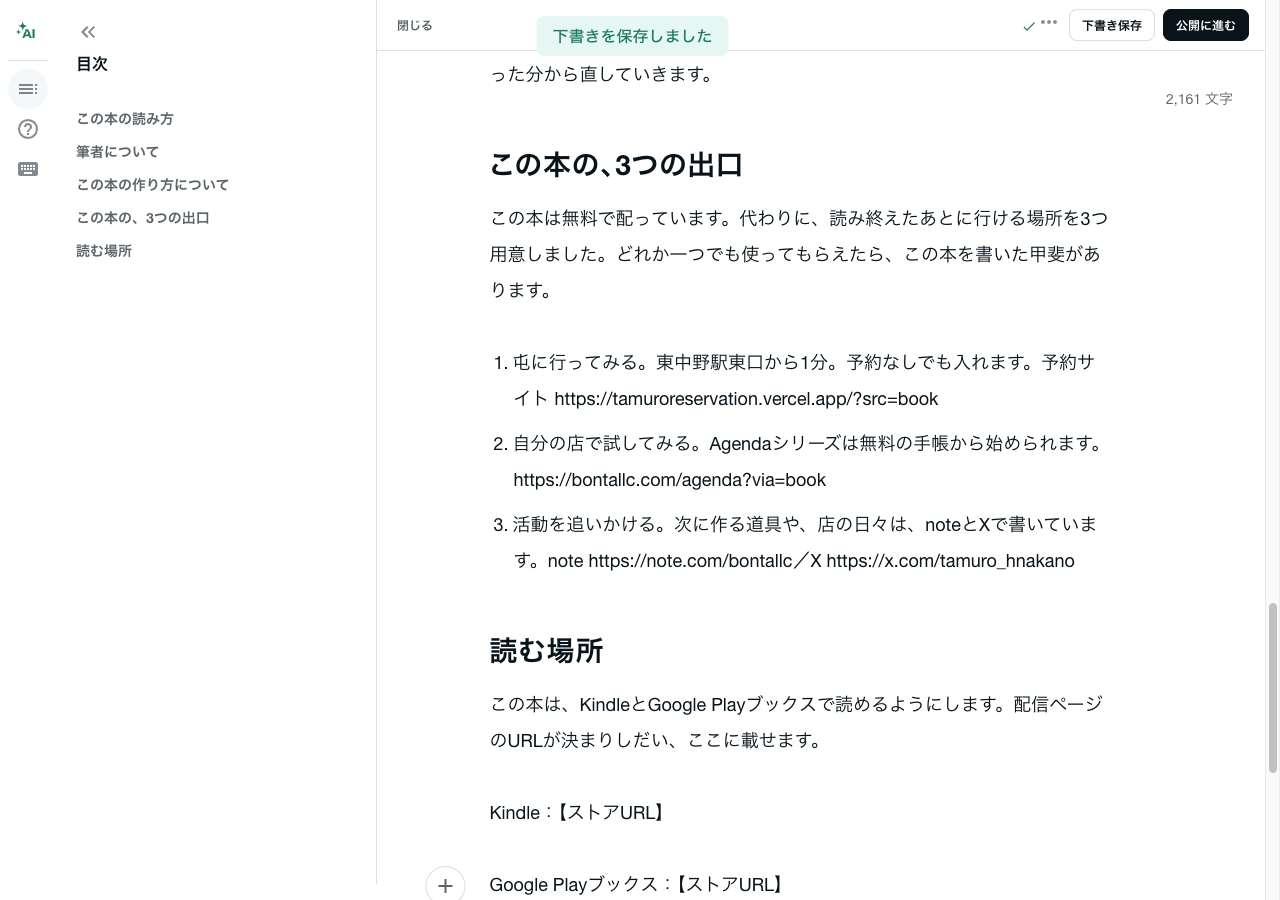 AI
目次
この本の読み方
筆者について
この本の作り方について
この本の、3つの出口
読む場所
閉じる
下書きを保存しました
下書き保存
公開に進む
った分から直していきます。
2,161 文字
この本の、3つの出口
この本は無料で配っています。代わりに、読み終えたあとに行ける場所を3つ
用意しました。どれか一つでも使ってもらえたら、この本を書いた甲斐があ
ります。
1. 屯に行ってみる。東中野駅東口から1分。予約なしでも入れます。予約サ
イト https://tamuroreservation.vercel.app/?src=book
2. 自分の店で試してみる。Agendaシリーズは無料の手帳から始められます。
https://bontallc.com/agenda?via=book
3. 活動を追いかける。次に作る道具や、店の日々は、noteとXで書いていま
す。note https://note.com/bontallc／X https://x.com/tamuro_hnakano
読む場所
この本は、KindleとGoogle Playブックスで読めるようにします。配信ページ
のURLが決まりしだい、ここに載せます。
Kindle：【ストアURL】
Google Playブックス：【ストアURL】